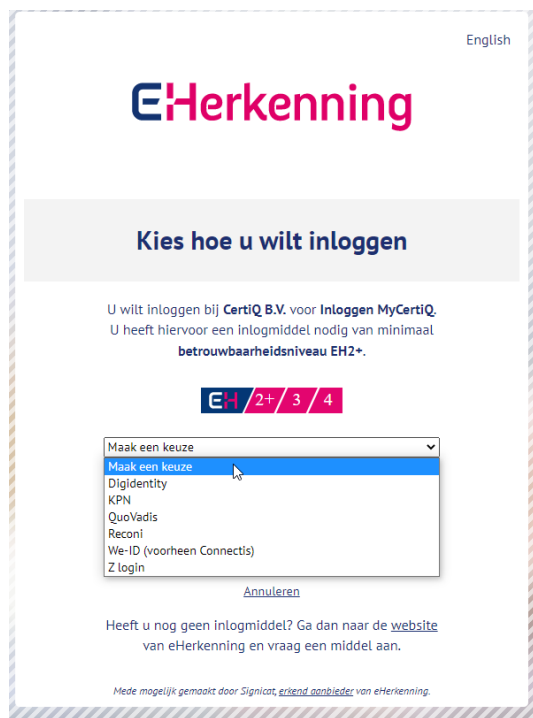 English
EHerkenning
Kies hoe u wilt inloggen
U wilt inloggen bij CertiQ B.V. voor Inloggen MyCertiQ.
U heeft hiervoor een inlogmiddel nodig van minimaal
betrouwbaarheidsniveau EH2+.
EH 2+ 3 4
Maak een keuze
Maak een keuze
Digidentity
KPN
QuoVadis
Reconi
We-ID (voorheen Connectis)
Z login
Annuleren
Heeft u nog geen inlogmiddel? Ga dan naar de website
van eHerkenning en vraag een middel aan.
Mede mogelijk gemaakt door Signicat, erkend aanbieder van eHerkenning.